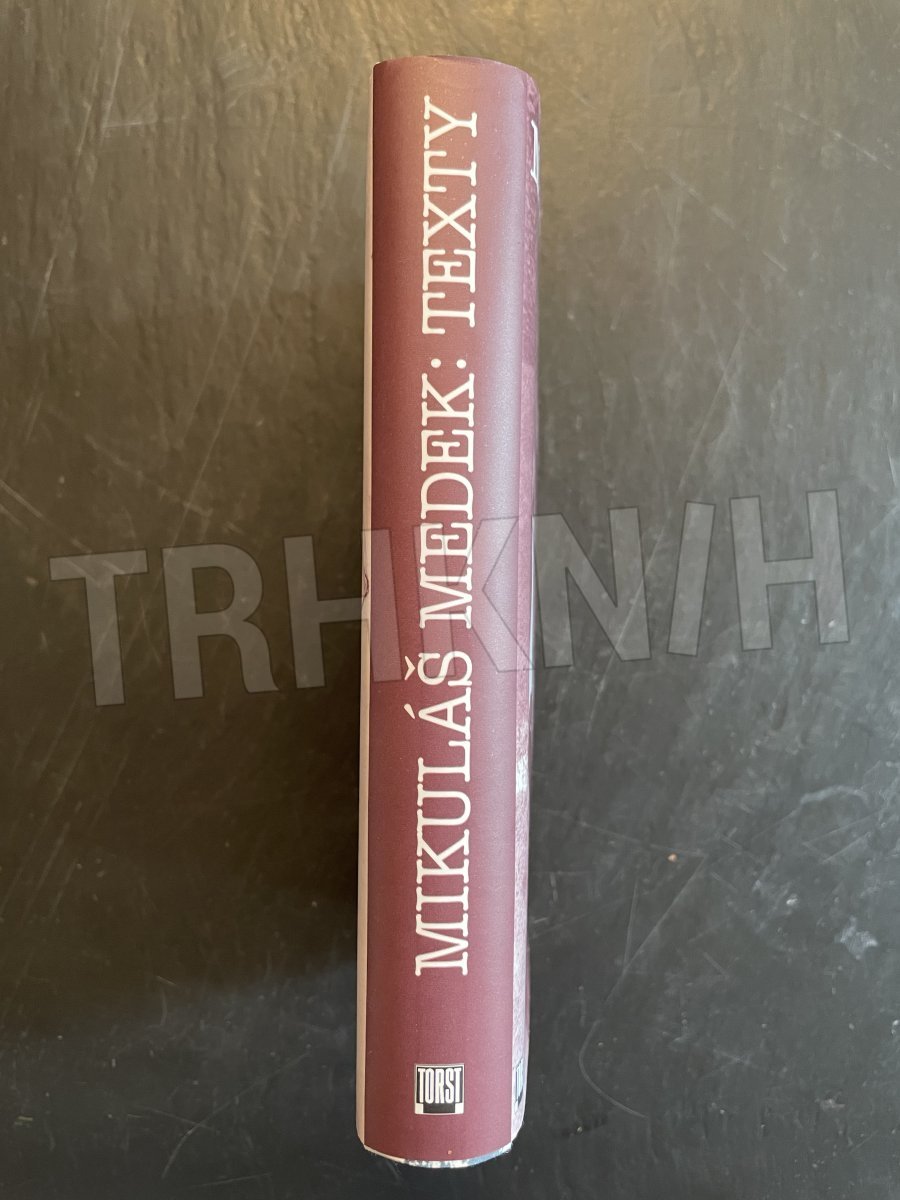 MIKULÁŠ MEDEK: TEXTY
TORST
TRHKNIH